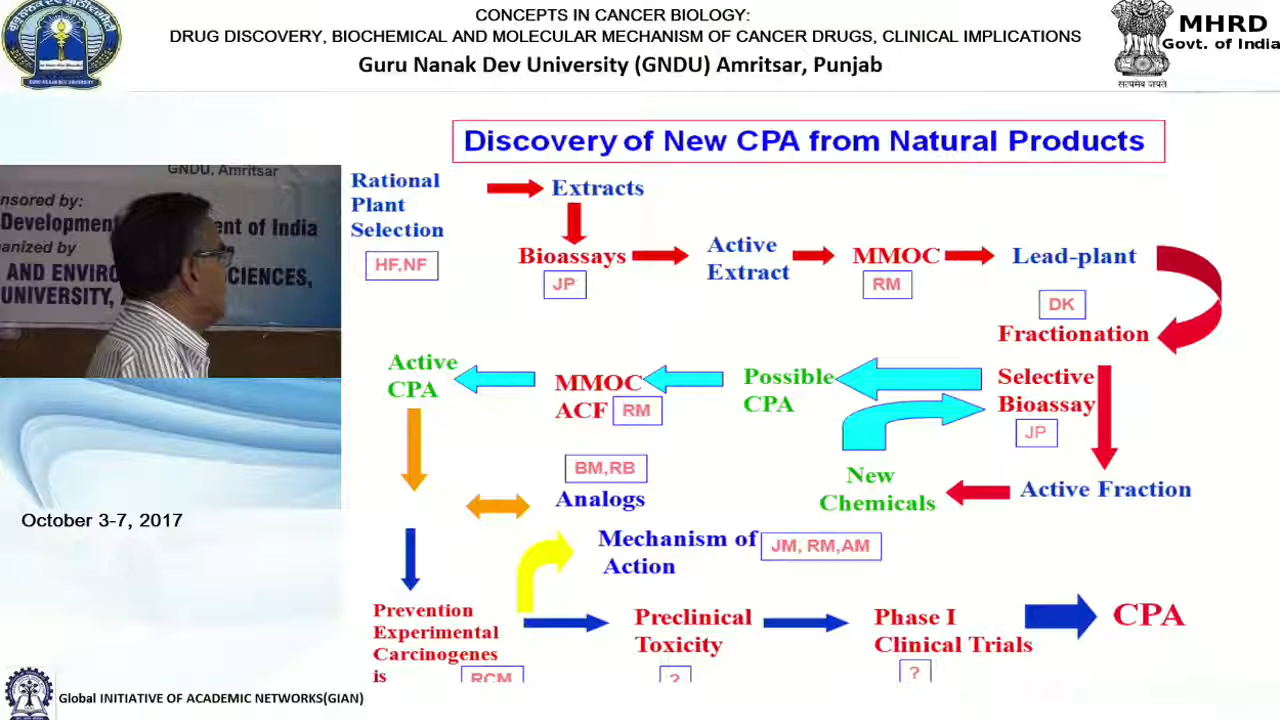 CONCEPTS IN CANCER BIOLOGY:
DRUG DISCOVERY, BIOCHEMICAL AND MOLECULAR MECHANISM OF CANCER DRUGS, CLINICAL IMPLICATIONS
Guru Nanak Dev University (GNDU) Amritsar, Punjab
MHRD
Govt. of India
सत्यमेव जयते
Discovery of New CPA from Natural Products
GNDU, Amritsar
nsored by:
Development
ent of India
anized by
AND ENVIRO
CIENCES,
UNIVERSITY,
Rational
Plant
Selection
HF,NF
Extracts
Bioassays
JP
Active
Extract
MMOC
RM
Lead-plant
DK
Fractionation
Selective
Bioassay
JP
Possible
CPA
MMOC
ACF
RM
Active
CPA
BM,RB
Analogs
New
Chemicals
Active Fraction
Mechanism of
Action
JM, RM,AM
Prevention
Experimental
Carcinogenes
is
RCM
Preclinical
Toxicity
?
Phase I
Clinical Trials
?
CPA
October 3-7, 2017
Global INITIATIVE OF ACADEMIC NETWORKS(GIAN)